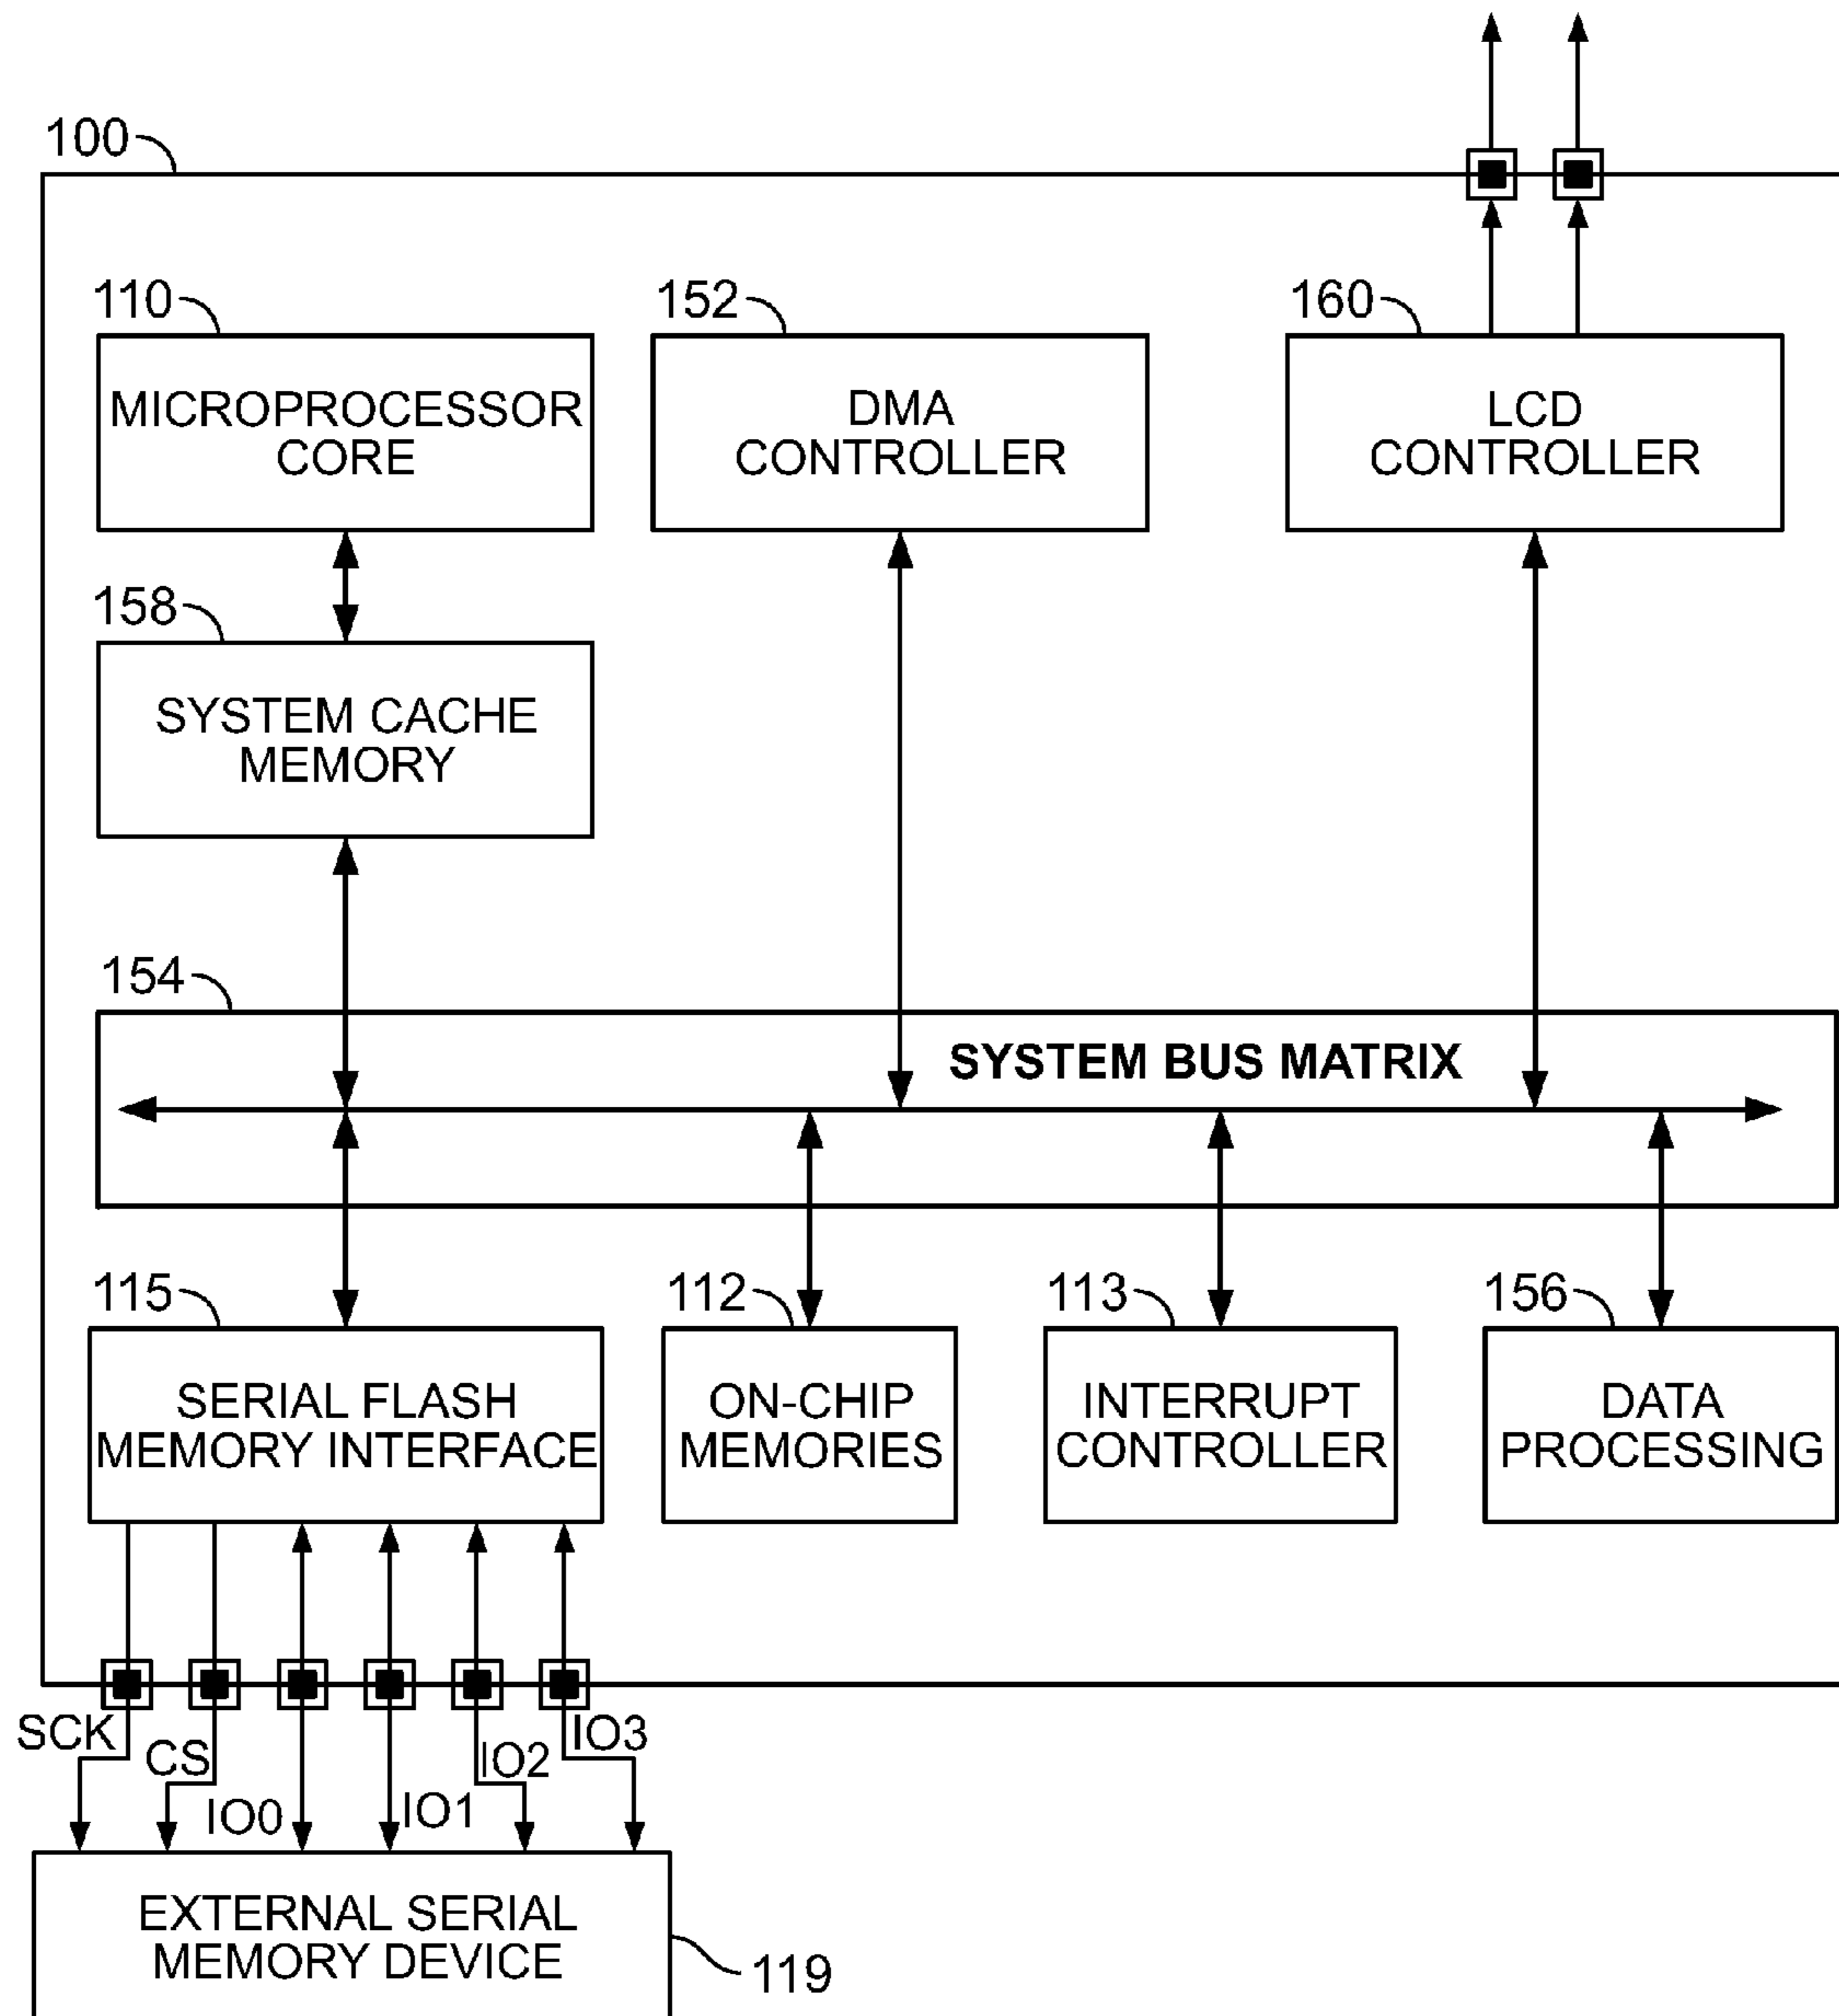 100
110
152
160
MICROPROCESSOR
CORE
DMA
CONTROLLER
LCD
CONTROLLER
158
SYSTEM CACHE
MEMORY
154
SYSTEM BUS MATRIX
115
112
113
156
SERIAL FLASH
MEMORY INTERFACE
ON-CHIP
MEMORIES
INTERRUPT
CONTROLLER
DATA
PROCESSING
SCK
CS
IO0
IO1
IO2
IO3
EXTERNAL SERIAL
MEMORY DEVICE
119